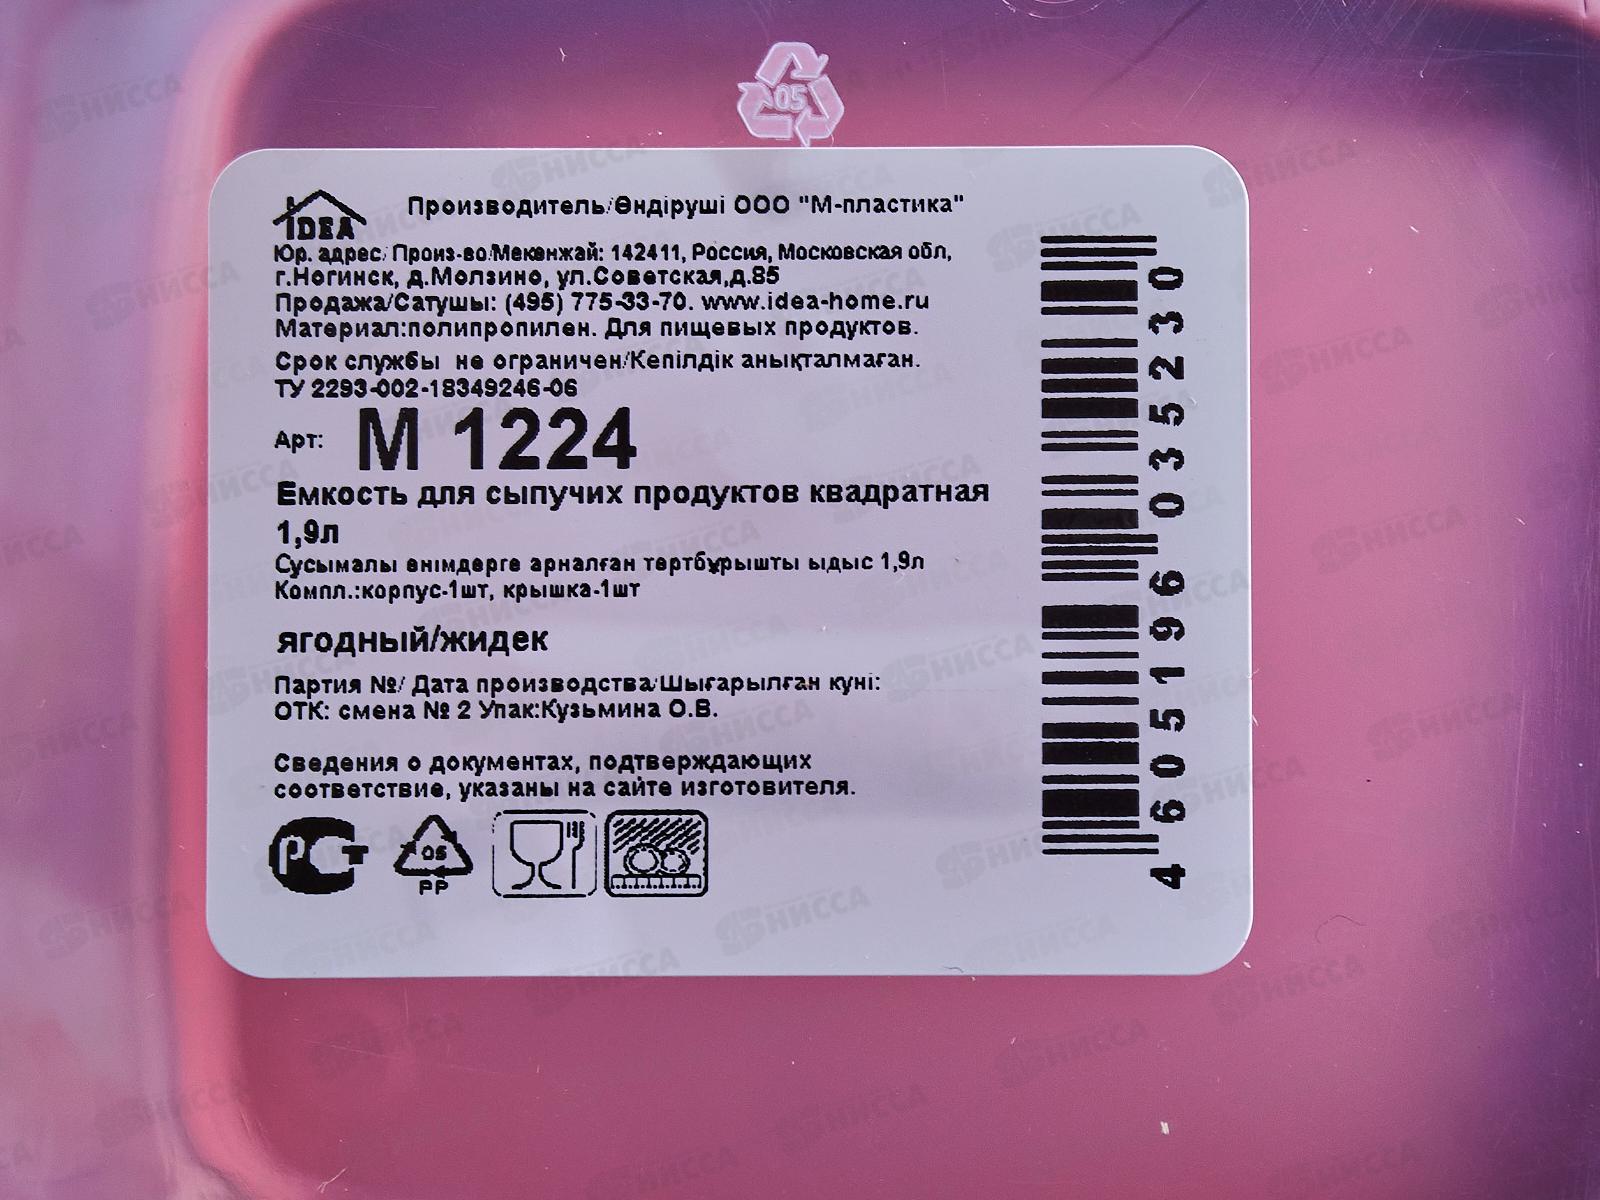 05
IDEA
Производитель/Өндіруші ООО "М-пластика"
Юр. адрес/ Произ-во/Мекенжай: 142411, Россия, Московская обл,
г.Ногинск, д.Молзино, ул.Советская,д.85
Продажа/Сатушы: (495) 775-33-70. www.idea-home.ru
Материал:полипропилен. Для пищевых продуктов.
Срок службы не ограничен/Кепілдік анықталмаған.
ТУ 2293-002-18349246-06
Арт: М 1224
Емкость для сыпучих продуктов квадратная
1,9л
Сусымалы өнімдерге арналған төртбұрышты ыдыс 1,9л
Компл.:корпус-1шт, крышка-1шт
ягодный/жидек
Партия №/ Дата производства/Шығарылған күні:
ОТК: смена № 2 Упак:Кузьмина О.В.
Сведения о документах, подтверждающих
соответствие, указаны на сайте изготовителя.
РСТ
05
PP
4605196035230
НИССА